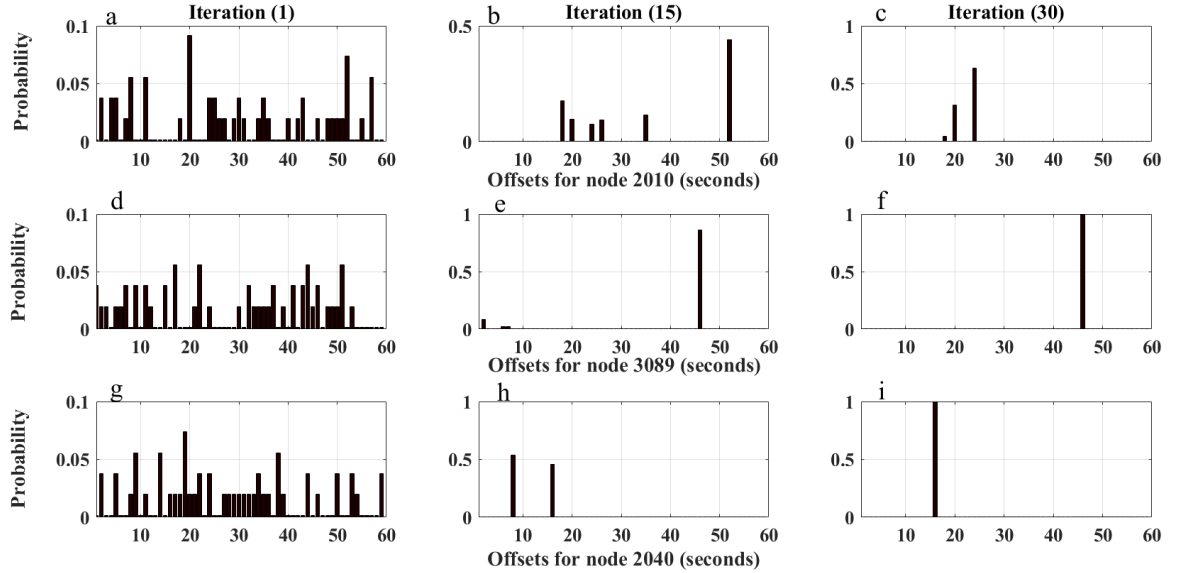 Iteration (1) Iteration (15) Iteration (30)
a b c
Probability
0.1 0.5 1
0.05 0.5
0 0 0
10 20 30 40 50 60 10 20 30 40 50 60 10 20 30 40 50 60
Offsets for node 2010 (seconds)
d e f
Probability
0.1 1 1
0.05 0.5 0.5
0 0 0
10 20 30 40 50 60 10 20 30 40 50 60 10 20 30 40 50 60
Offsets for node 3089 (seconds)
g h i
Probability
0.1 1 1
0.05 0.5 0.5
0 0 0
10 20 30 40 50 60 10 20 30 40 50 60 10 20 30 40 50 60
Offsets for node 2040 (seconds)